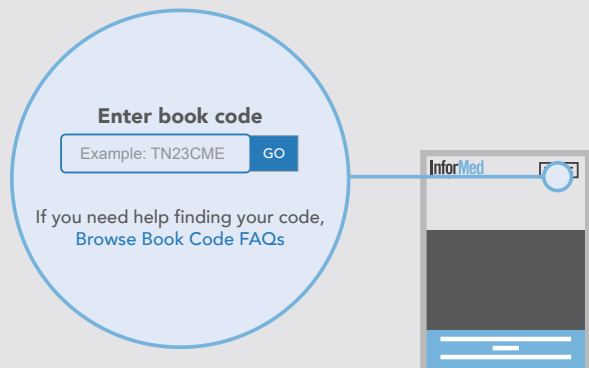 Enter book code
Example: TN23CME GO
If you need help finding your code,
Browse Book Code FAQs
InforMed